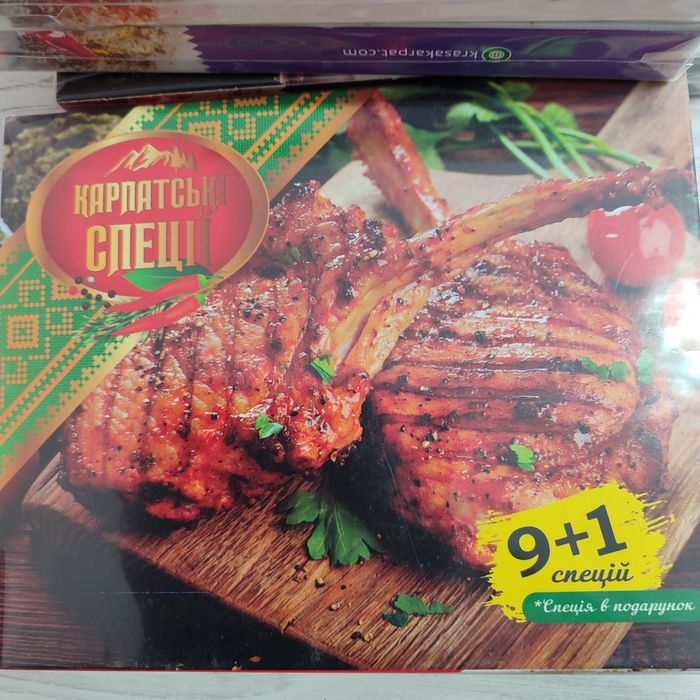 krasakarpat.com
КАРПАТСЬКІ
СПЕЦІЇ
9+1
спецій
*Спеція в подарунок